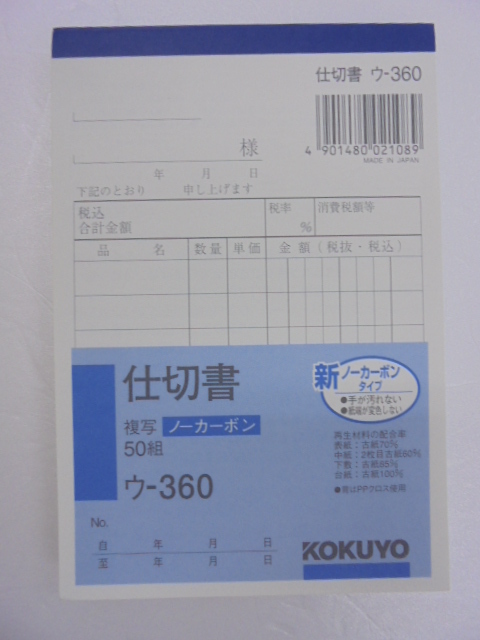 仕切書 ウ-360
4 901480 021089
MADE IN JAPAN
様
年 月 日
下記のとおり 申し上げます
税込
合計金額
税率
%
消費税額等
品 名 数量 単価 金額(税抜・税込)
仕切書
複写 ノーカーボン
50組
ウ-360
新ノーカーボン
タイプ
●手が汚れない
●紙端が変色しない
再生材料の配合率
表紙:古紙70%
中紙:2枚目古紙60%
下敷:古紙85%
台紙:古紙100%
●背はPPクロス使用
No.
自 年 月 日
至 年 月 日
KOKUYO